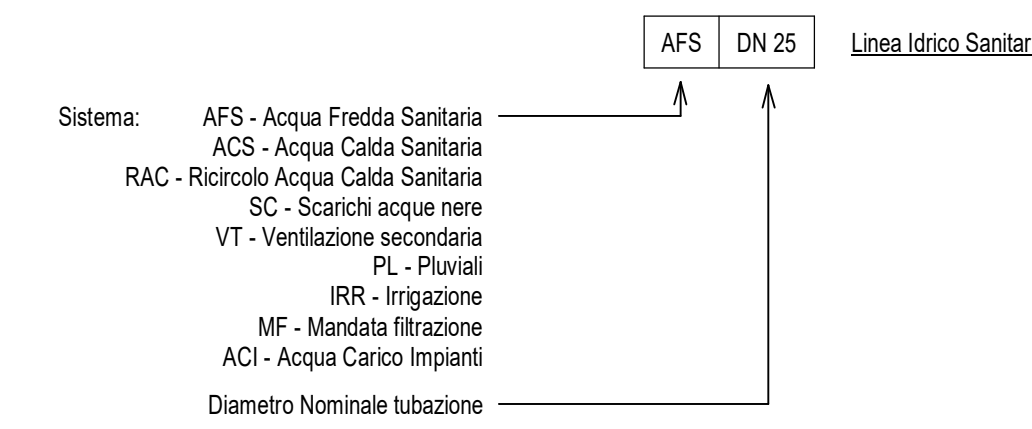 AFS DN 25 Linea Idrico Sanitar
Sistema: AFS - Acqua Fredda Sanitaria
ACS - Acqua Calda Sanitaria
RAC - Ricircolo Acqua Calda Sanitaria
SC - Scarichi acque nere
VT - Ventilazione secondaria
PL - Pluviali
IRR - Irrigazione
MF - Mandata filtrazione
ACI - Acqua Carico Impianti
Diametro Nominale tubazione